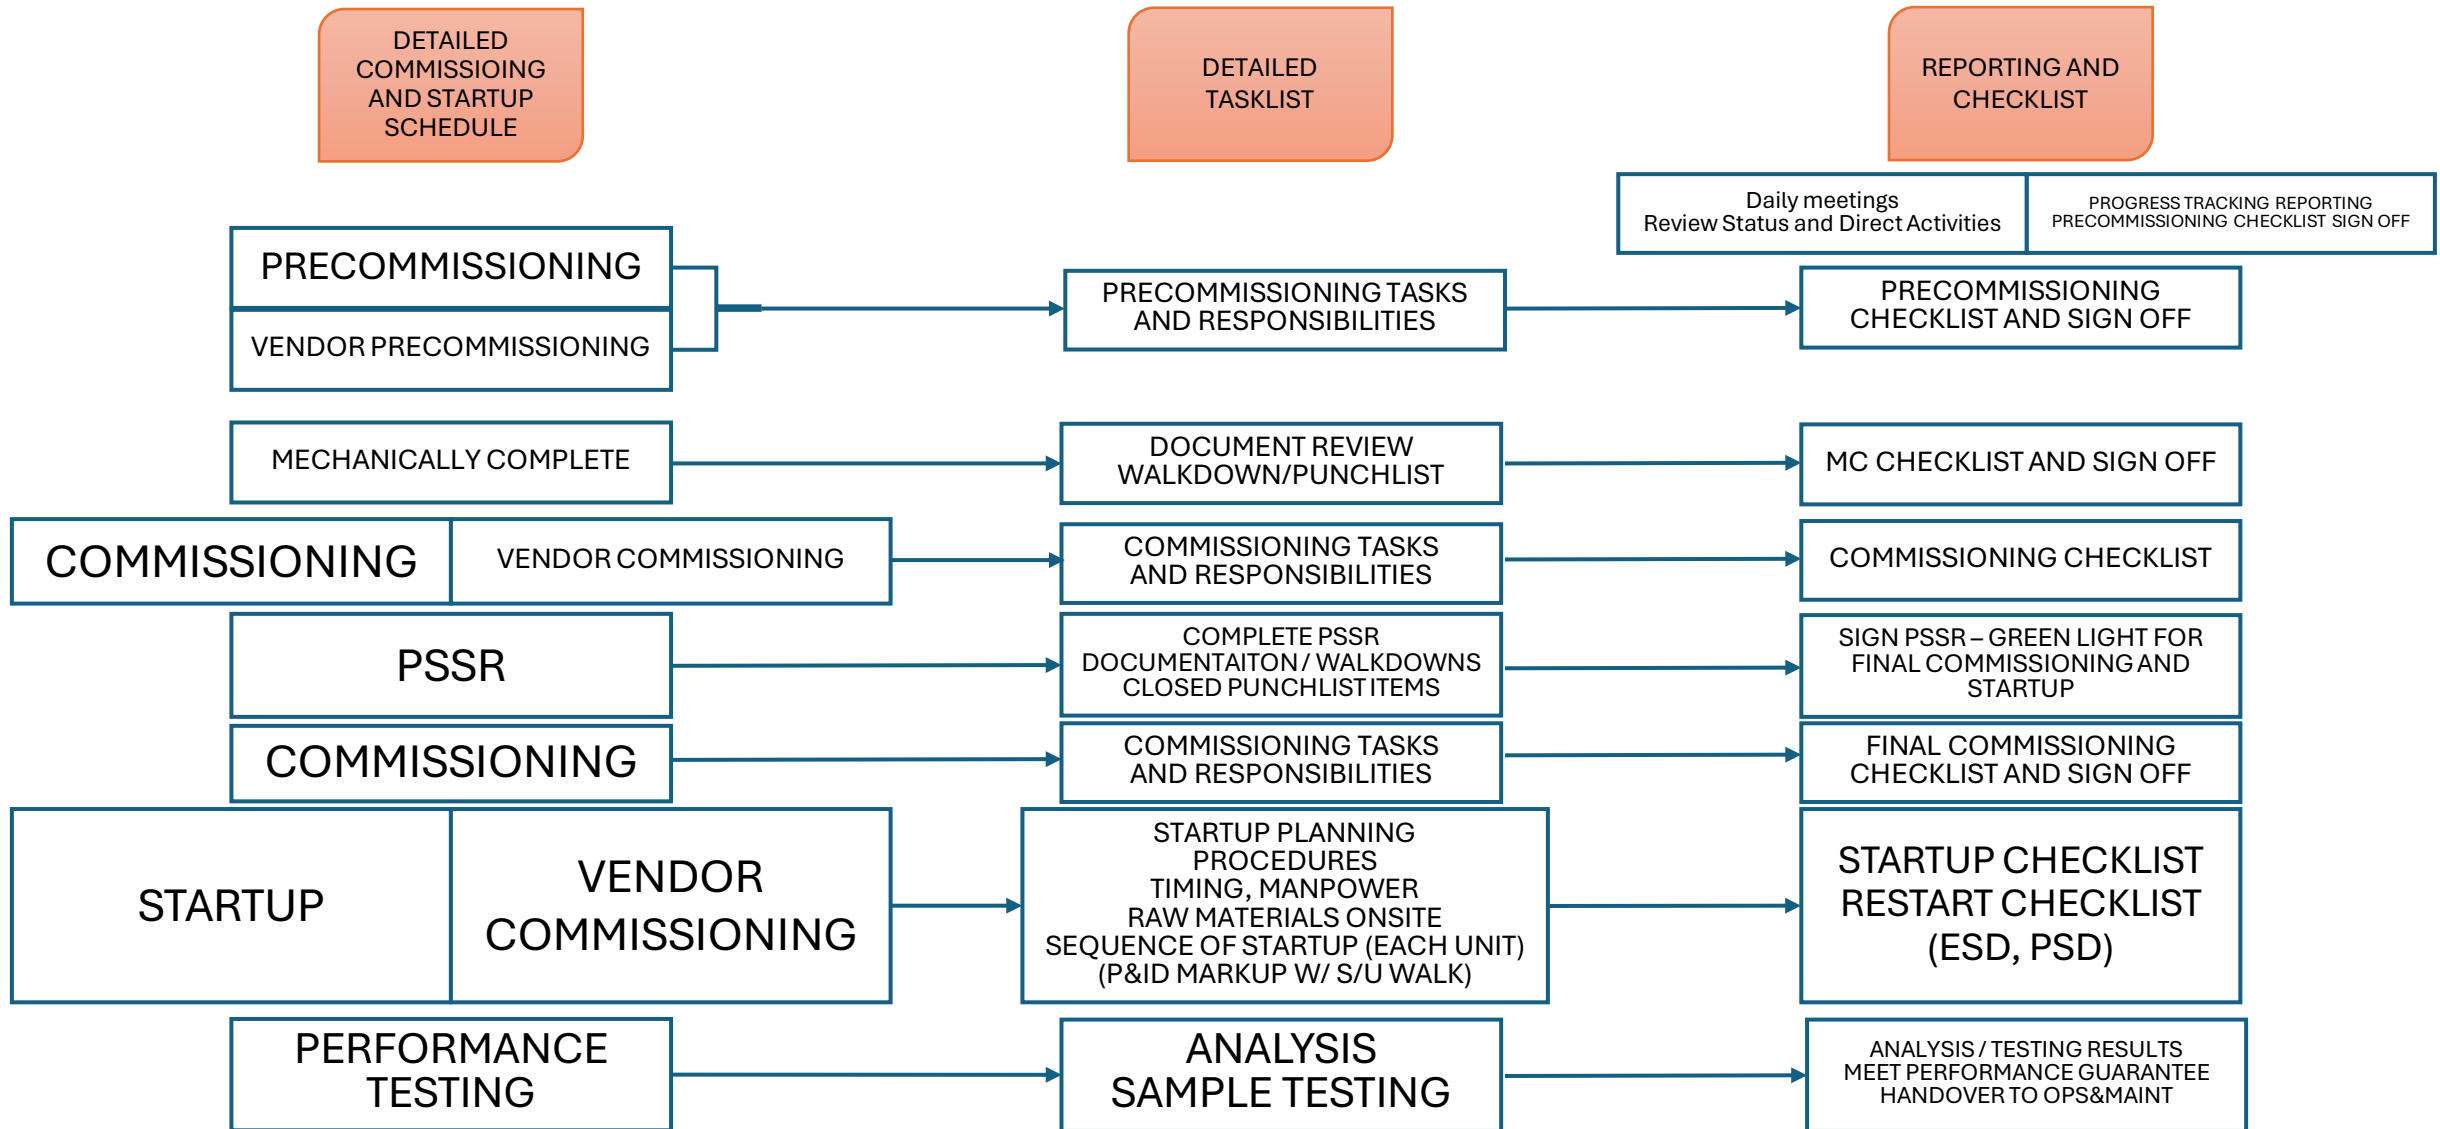 DETAILED
COMMISSIOING
AND STARTUP
SCHEDULE
DETAILED
TASKLIST
REPORTING AND
CHECKLIST
Daily meetings
Review Status and Direct Activities
PROGRESS TRACKING REPORTING
PRECOMMISSIONING CHECKLIST SIGN OFF
PRECOMMISSIONING
VENDOR PRECOMMISSIONING
PRECOMMISSIONING TASKS
AND RESPONSIBILITIES
PRECOMMISSIONING
CHECKLIST AND SIGN OFF
MECHANICALLY COMPLETE
DOCUMENT REVIEW
WALKDOWN/PUNCHLIST
MC CHECKLIST AND SIGN OFF
COMMISSIONING
VENDOR COMMISSIONING
COMMISSIONING TASKS
AND RESPONSIBILITIES
COMMISSIONING CHECKLIST
PSSR
COMPLETE PSSR
DOCUMENTAITON / WALKDOWNS
CLOSED PUNCHLIST ITEMS
SIGN PSSR – GREEN LIGHT FOR
FINAL COMMISSIONING AND
STARTUP
COMMISSIONING
COMMISSIONING TASKS
AND RESPONSIBILITIES
FINAL COMMISSIONING
CHECKLIST AND SIGN OFF
STARTUP
VENDOR
COMMISSIONING
STARTUP PLANNING
PROCEDURES
TIMING, MANPOWER
RAW MATERIALS ONSITE
SEQUENCE OF STARTUP (EACH UNIT)
(P&ID MARKUP W/ S/U WALK)
STARTUP CHECKLIST
RESTART CHECKLIST
(ESD, PSD)
PERFORMANCE
TESTING
ANALYSIS
SAMPLE TESTING
ANALYSIS / TESTING RESULTS
MEET PERFORMANCE GUARANTEE
HANDOVER TO OPS&MAINT